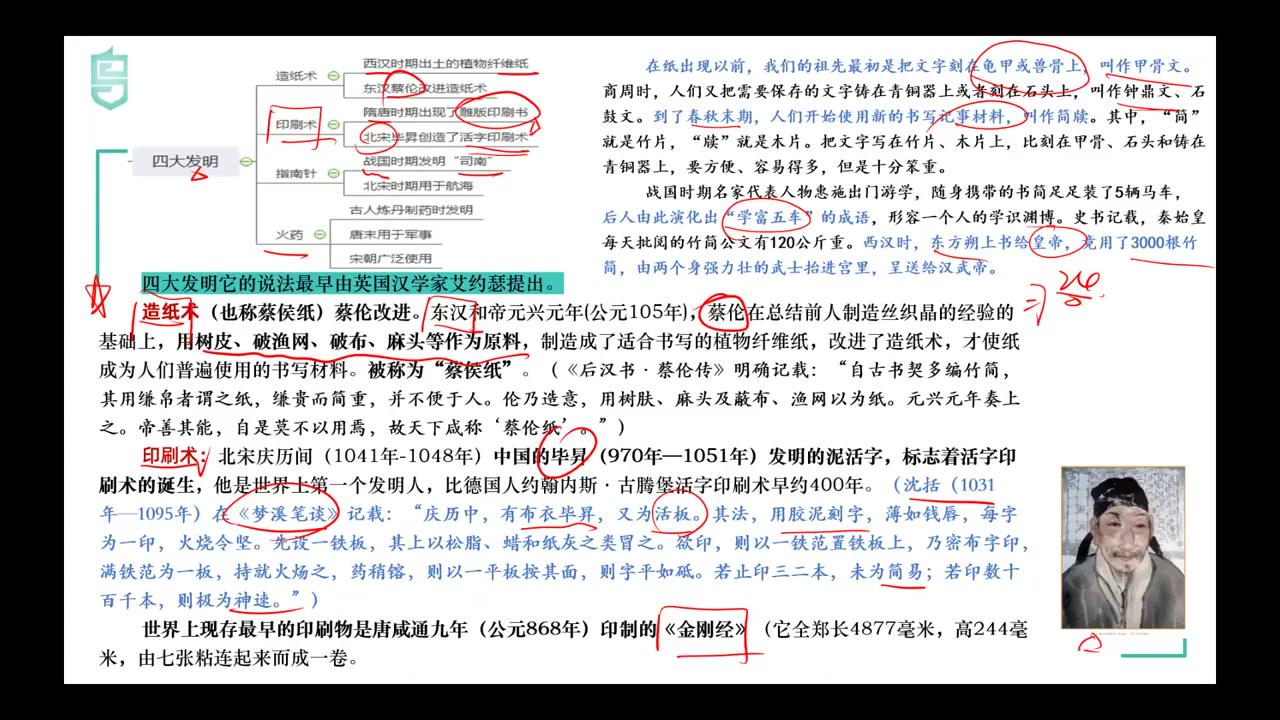 四大发明
造纸术
西汉时期出土的植物纤维纸
东汉蔡伦改进造纸术
印刷术
隋唐时期出现了雕版印刷书
北宋毕昇创造了活字印刷术
指南针
战国时期发明“司南”
北宋时期用于航海
火药
古人炼丹制药时发明
唐末用于军事
宋朝广泛使用
在纸出现以前，我们的祖先最初是把文字刻在龟甲或兽骨上，叫作甲骨文。
商周时，人们又把需要保存的文字铸在青铜器上或者刻在石头上，叫作钟鼎文、石
鼓文。到了春秋末期，人们开始使用新的书写记事材料，叫作简牍。其中，“简”
就是竹片，“牍”就是木片。把文字写在竹片、木片上，比刻在甲骨、石头和铸在
青铜器上，要方便、容易得多，但是十分笨重。
战国时期名家代表人物惠施出门游学，随身携带的书简足足装了5辆马车，
后人由此演化出“学富五车”的成语，形容一个人的学识渊博。史书记载，秦始皇
每天批阅的竹简公文有120公斤重。西汉时，东方朔上书给皇帝，竟用了3000根竹
简，由两个身强力壮的武士抬进宫里，呈送给汉武帝。
四大发明它的说法最早由英国汉学家艾约瑟提出。
造纸术（也称蔡侯纸）蔡伦改进。东汉和帝元兴元年(公元105年)，蔡伦在总结前人制造丝织品的经验的
基础上，用树皮、破渔网、破布、麻头等作为原料，制造成了适合书写的植物纤维纸，改进了造纸术，才使纸
成为人们普遍使用的书写材料。被称为“蔡侯纸”。（《后汉书·蔡伦传》明确记载：“自古书契多编竹简，
其用缣帛者谓之纸，缣贵而简重，并不便于人。伦乃造意，用树肤、麻头及蔽布、渔网以为纸。元兴元年奏上
之。帝善其能，自是莫不以用焉，故天下咸称‘蔡伦纸’。”）
印刷术：北宋庆历间（1041年-1048年）中国的毕昇（970年—1051年）发明的泥活字，标志着活字印
刷术的诞生，他是世界上第一个发明人，比德国人约翰内斯·古腾堡活字印刷术早约400年。（沈括（1031
年—1095年）在《梦溪笔谈》记载：“庆历中，有布衣毕昇，又为活板。其法，用胶泥刻字，薄如钱唇，每字
为一印，火烧令坚。先设一铁板，其上以松脂、蜡和纸灰之类冒之。欲印，则以一铁范置铁板上，乃密布字印，
满铁范为一板，持就火炀之，药稍镕，则以一平板按其面，则字平如砥。若止印三二本，未为简易；若印数十
百千本，则极为神速。”）
世界上现存最早的印刷物是唐咸通九年（公元868年）印制的《金刚经》（它全郑长4877毫米，高244毫
米，由七张粘连起来而成一卷。